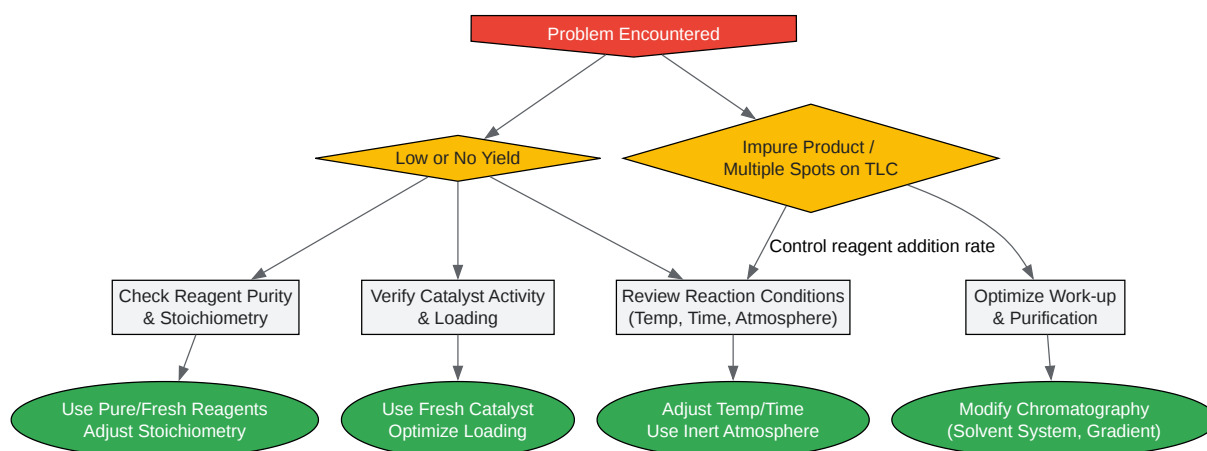 Problem Encountered
Low or No Yield
Impure Product /
Multiple Spots on TLC
Control reagent addition rate
Check Reagent Purity
& Stoichiometry
Verify Catalyst Activity
& Loading
Review Reaction Conditions
(Temp, Time, Atmosphere)
Optimize Work-up
& Purification
Use Pure/Fresh Reagents
Adjust Stoichiometry
Use Fresh Catalyst
Optimize Loading
Adjust Temp/Time
Use Inert Atmosphere
Modify Chromatography
(Solvent System, Gradient)